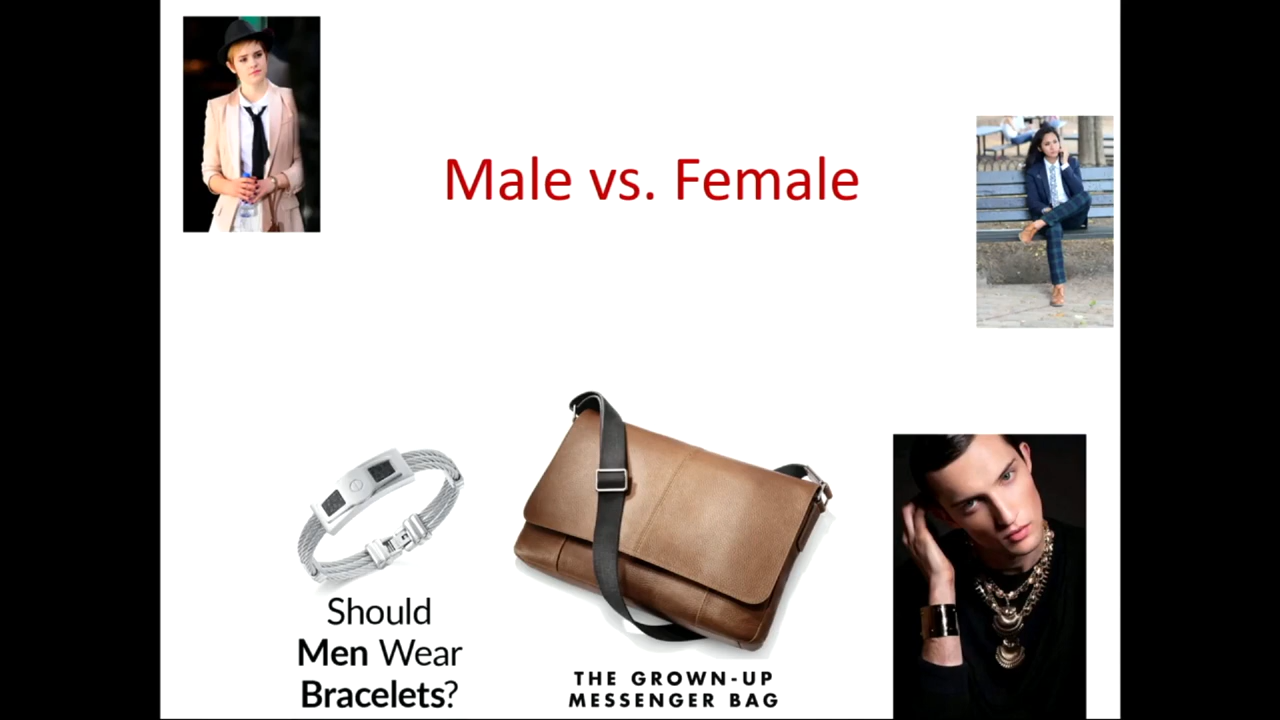 Male vs. Female
Should
Men Wear
Bracelets?
THE GROWN-UP
MESSENGER BAG